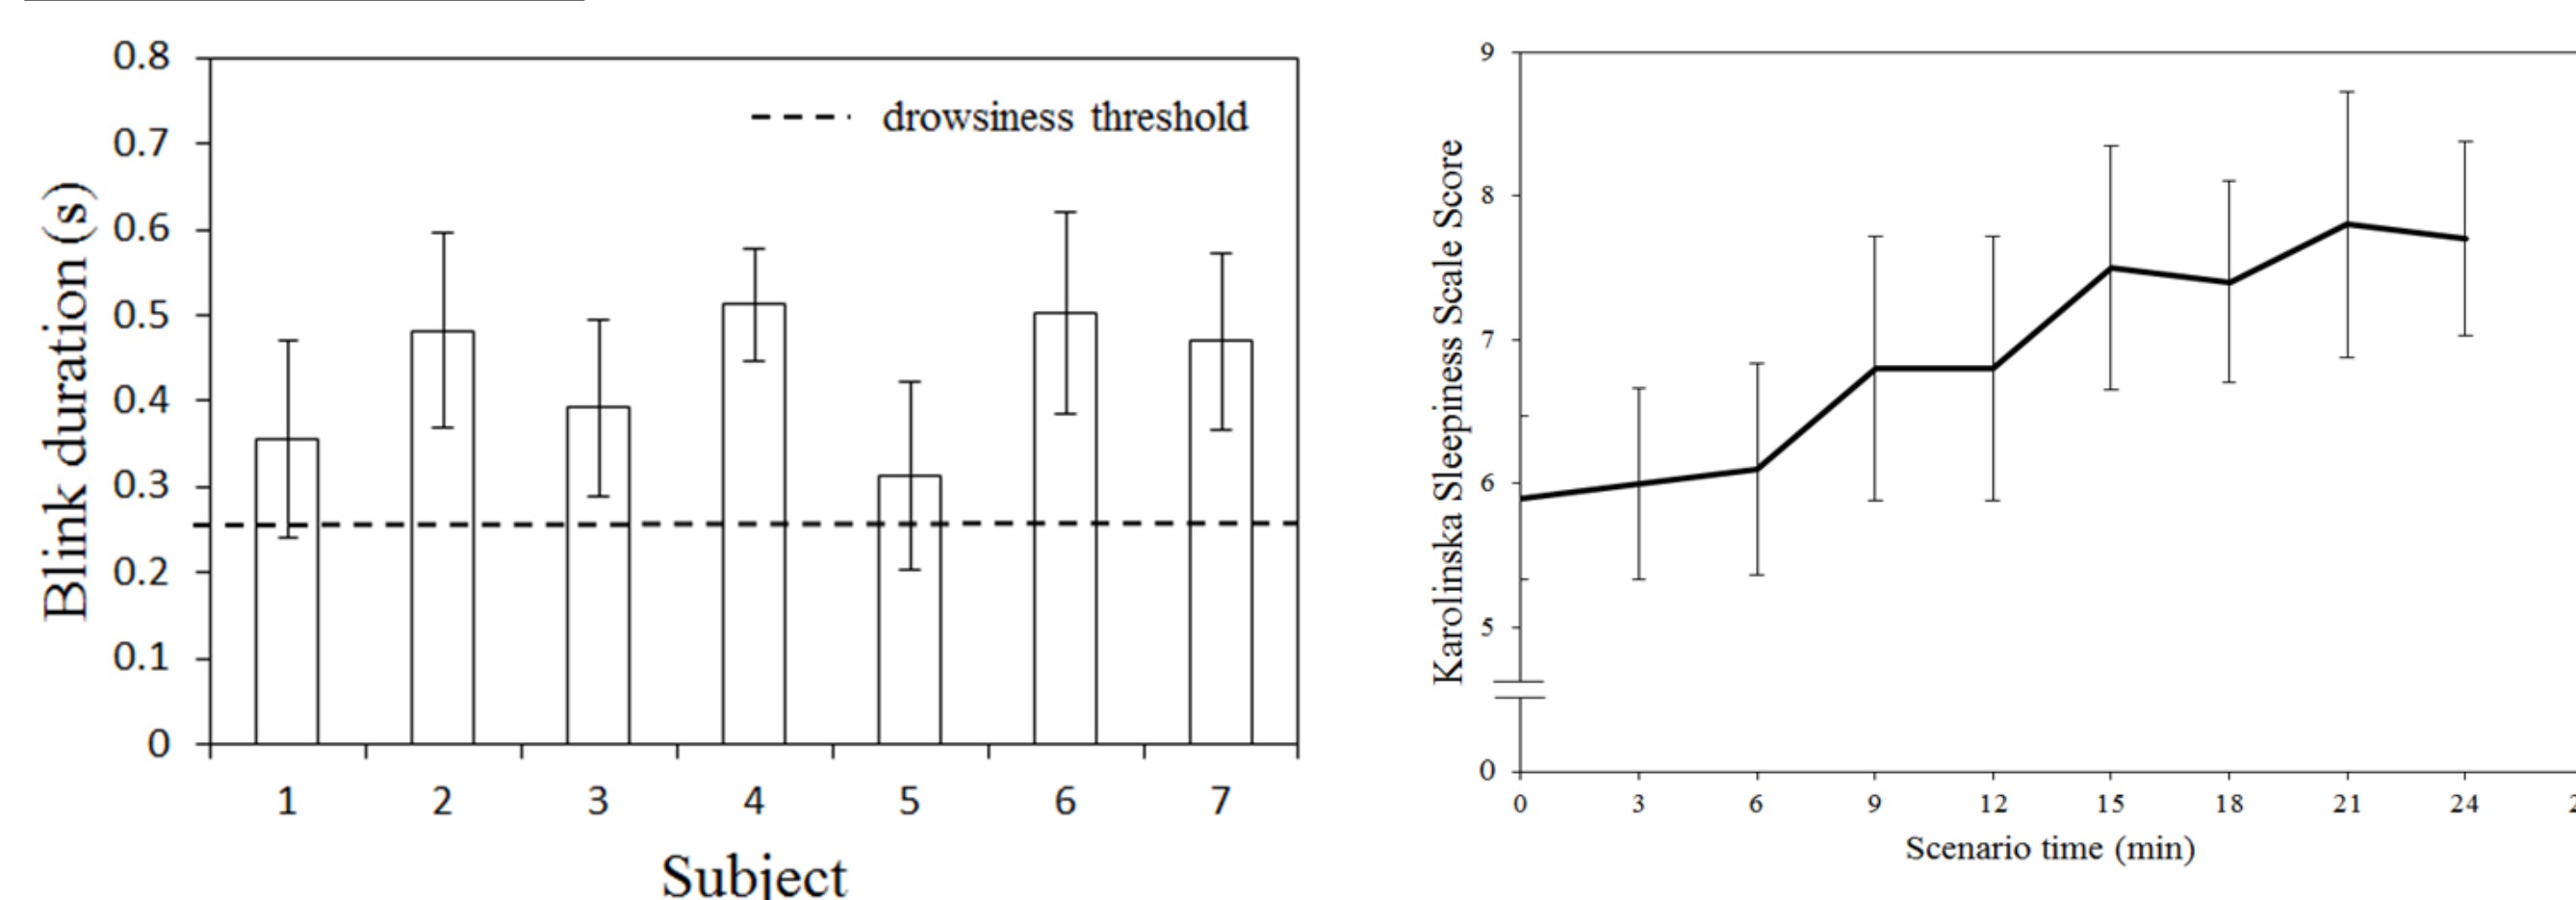 0.8
0.7
0.6
0.5
0.4
0.3
0.2
0.1
0
Blink duration (s)
drowsiness threshold
1 2 3 4 5 6 7
Subject
9
8
7
6
5
0
Karolinska Sleepiness Scale Score
0 3 6 9 12 15 18 21 24
Scenario time (min)